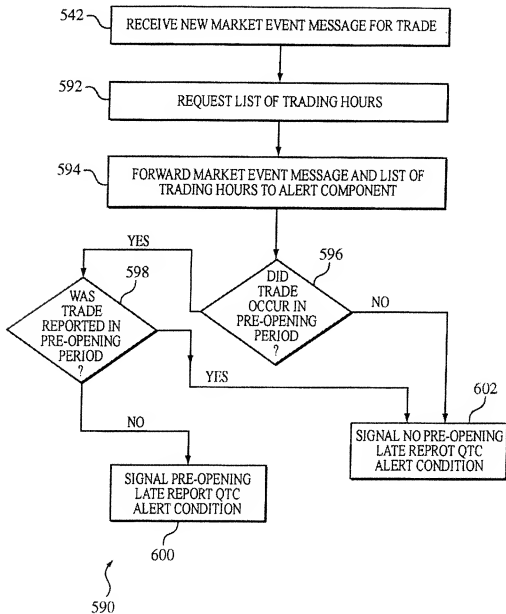 542
RECEIVE NEW MARKET EVENT MESSAGE FOR TRADE
592
REQUEST LIST OF TRADING HOURS
594
FORWARD MARKET EVENT MESSAGE AND LIST OF
TRADING HOURS TO ALERT COMPONENT
YES
596
DID
TRADE
OCCUR IN
PRE-OPENING
PERIOD
?
NO
598
WAS
TRADE
REPORTED IN
PRE-OPENING
PERIOD
?
YES
NO
602
SIGNAL NO PRE-OPENING
LATE REPROT QTC
ALERT CONDITION
SIGNAL PRE-OPENING
LATE REPORT QTC
ALERT CONDITION
600
590